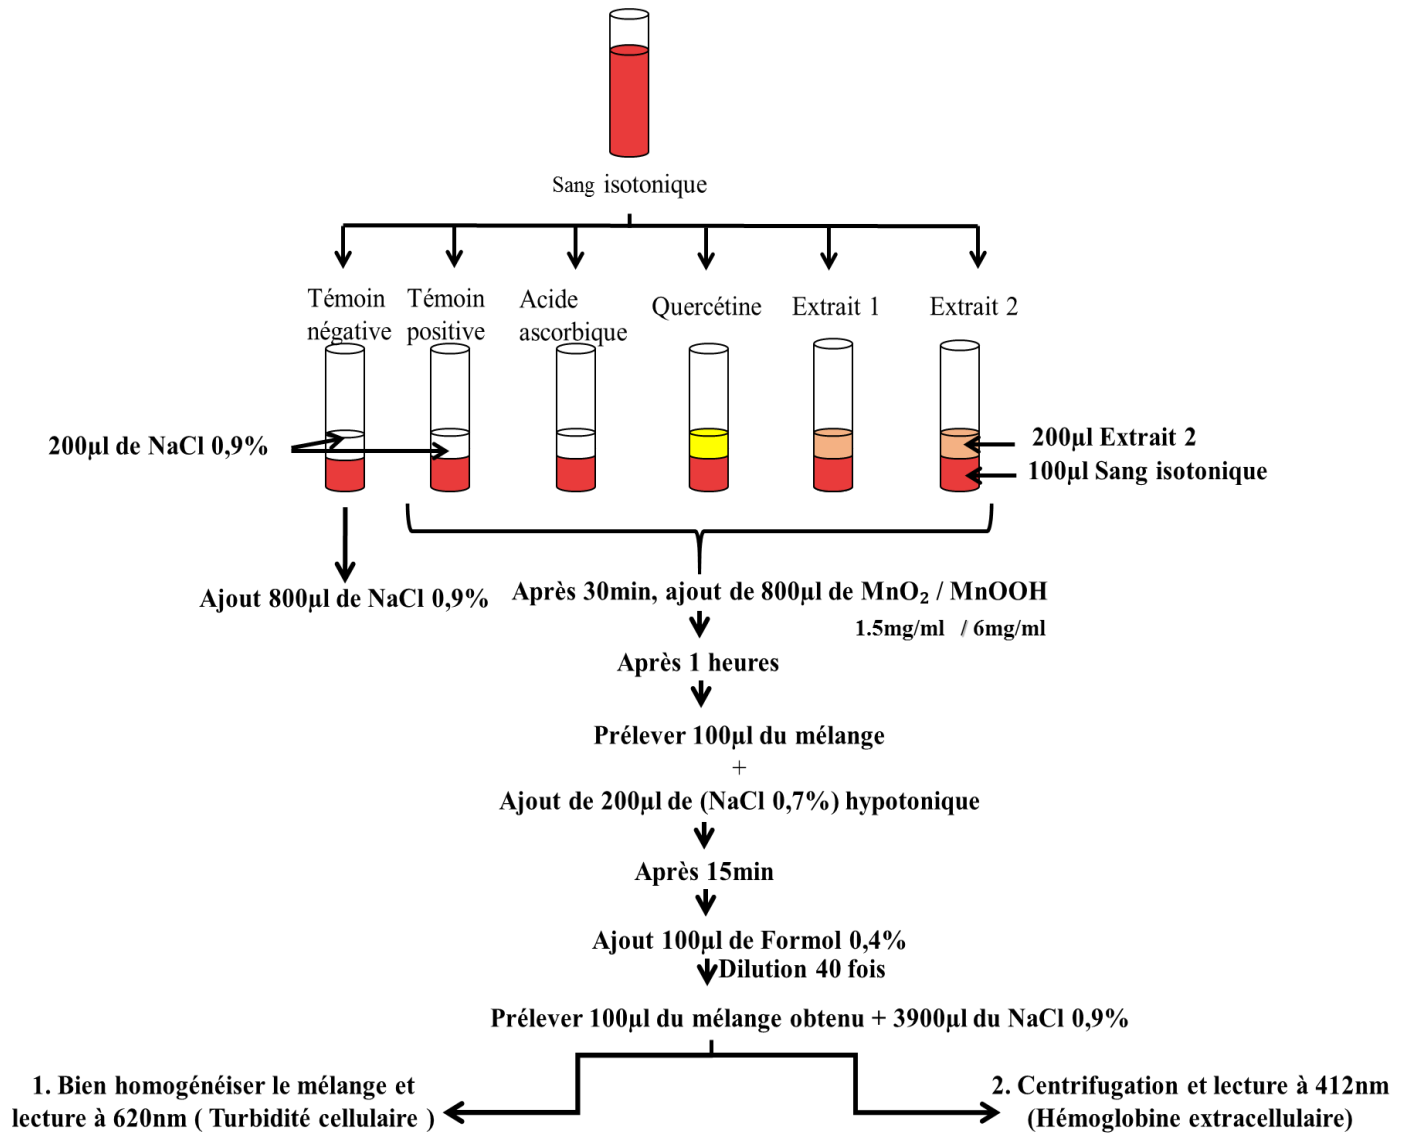 Sang isotonique
Témoin
négative
Témoin
positive
Acide
ascorbique
Quercétine
Extrait 1
Extrait 2
200µl de NaCl 0,9%
200µl Extrait 2
100µl Sang isotonique
Ajout 800µl de NaCl 0,9%
Après 30min, ajout de 800µl de MnO₂ / MnOOH
1.5mg/ml / 6mg/ml
Après 1 heures
Prélever 100µl du mélange
+
Ajout de 200µl de (NaCl 0,7%) hypotonique
Après 15min
Ajout 100µl de Formol 0,4%
Dilution 40 fois
Prélever 100µl du mélange obtenu + 3900µl du NaCl 0,9%
1. Bien homogénéiser le mélange et
lecture à 620nm ( Turbidité cellulaire )
2. Centrifugation et lecture à 412nm
(Hémoglobine extracellulaire)